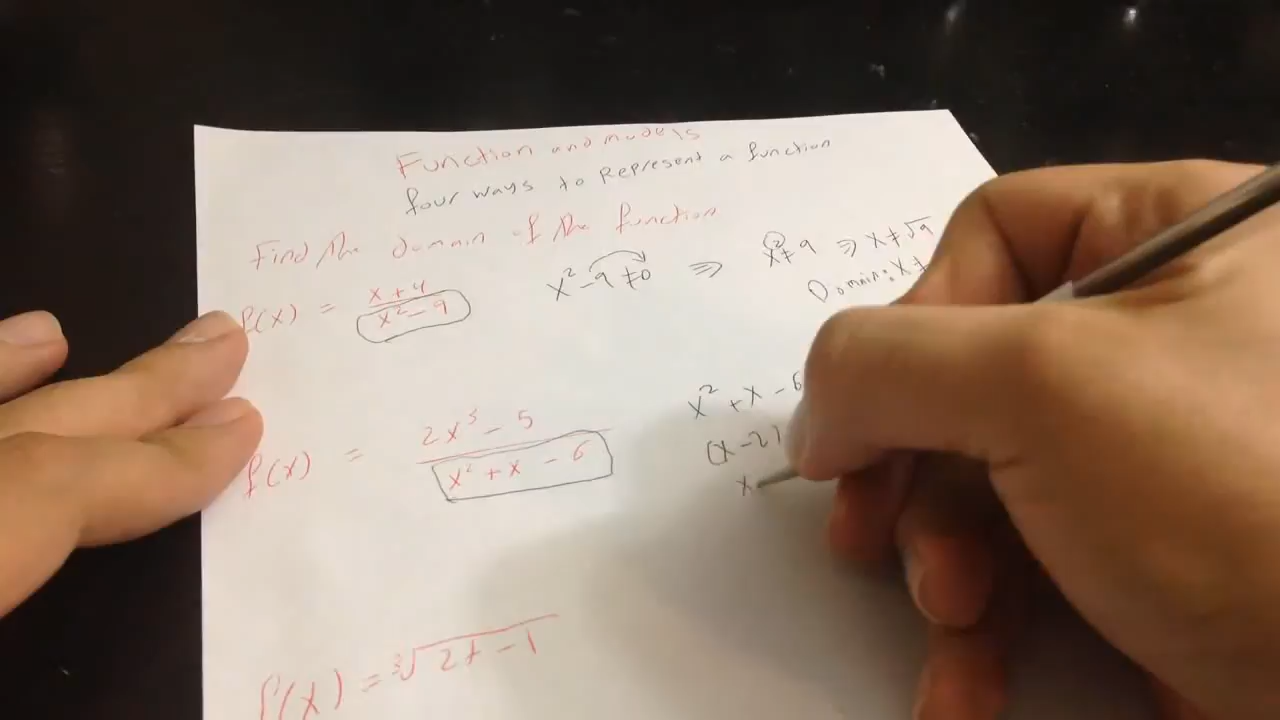 Function and models
four ways to Represent a function
Find the domain of the function
f(x) = x+4 / x² - 9
x² - 9 ≠ 0 ⇒ x² ≠ 9 ⇒ x ≠ √9
Domain: x ≠
f(x) = 2x³ - 5 / x² + x - 6
x² + x - 6
(x - 2)
x
f(x) = ∛2t - 1